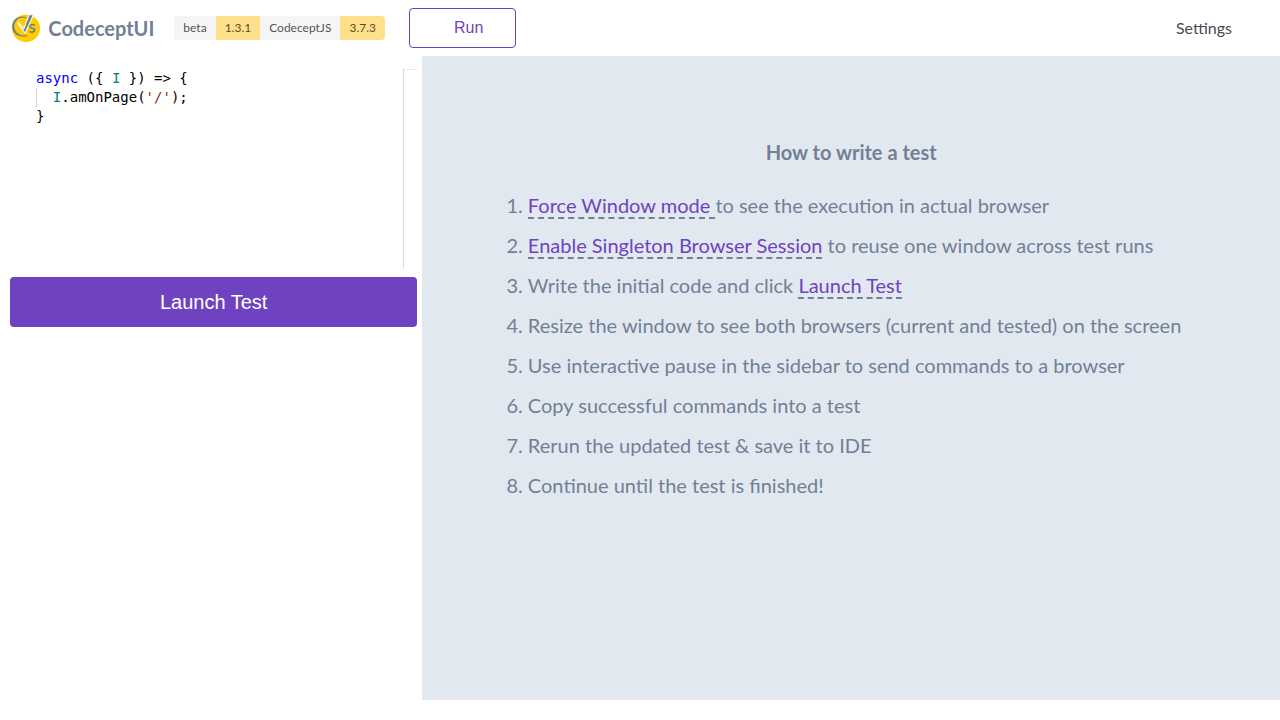 CodeceptUI beta 1.3.1 CodeceptJS 3.7.3 Run Settings
async ({ I }) => {
I.amOnPage('/');
}
Launch Test
How to write a test
1. Force Window mode to see the execution in actual browser
2. Enable Singleton Browser Session to reuse one window across test runs
3. Write the initial code and click Launch Test
4. Resize the window to see both browsers (current and tested) on the screen
5. Use interactive pause in the sidebar to send commands to a browser
6. Copy successful commands into a test
7. Rerun the updated test & save it to IDE
8. Continue until the test is finished!